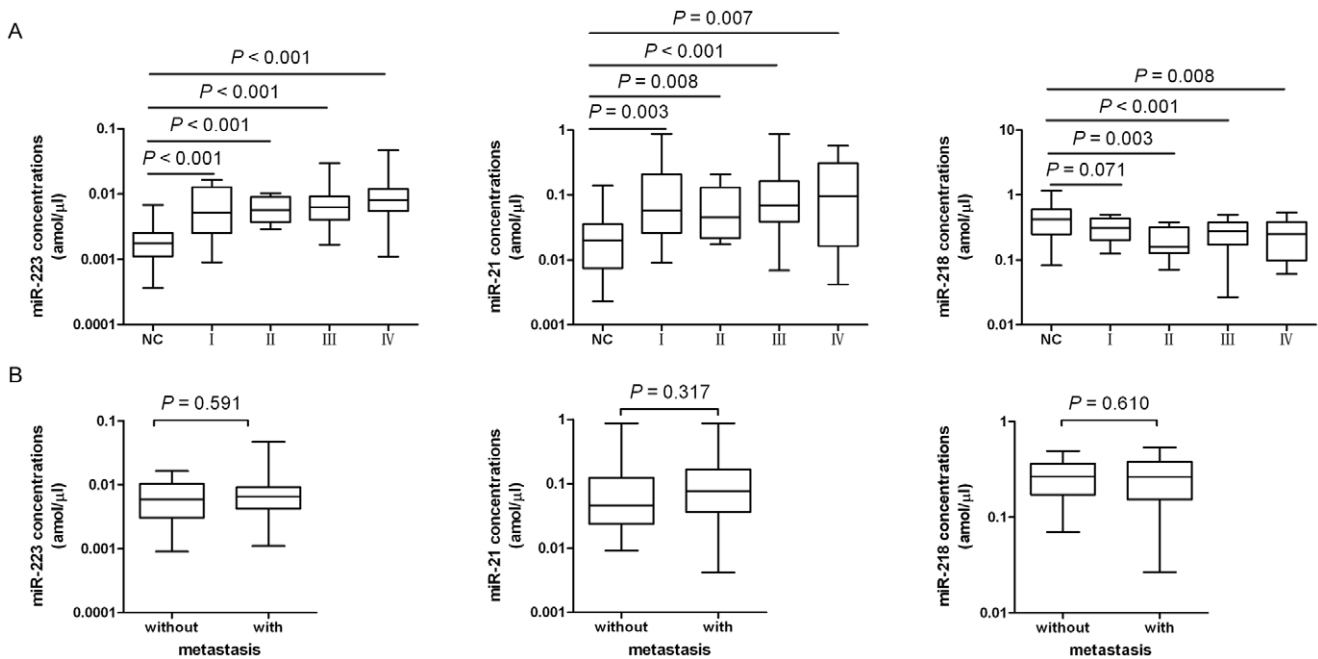 A
P < 0.001
P < 0.001
P < 0.001
P < 0.001
miR-223 concentrations
(amol/μl)
0.1
0.01
0.001
0.0001
NC
I
II
III
IV
P = 0.007
P < 0.001
P = 0.008
P = 0.003
miR-21 concentrations
(amol/μl)
1
0.1
0.01
0.001
NC
I
II
III
IV
P = 0.008
P < 0.001
P = 0.003
P = 0.071
miR-218 concentrations
(amol/μl)
10
1
0.1
0.01
NC
I
II
III
IV
B
P = 0.591
miR-223 concentrations
(amol/μl)
0.1
0.01
0.001
0.0001
without
with
metastasis
P = 0.317
miR-21 concentrations
(amol/μl)
1
0.1
0.01
0.001
without
with
metastasis
P = 0.610
miR-218 concentrations
(amol/μl)
1
0.1
0.01
without
with
metastasis